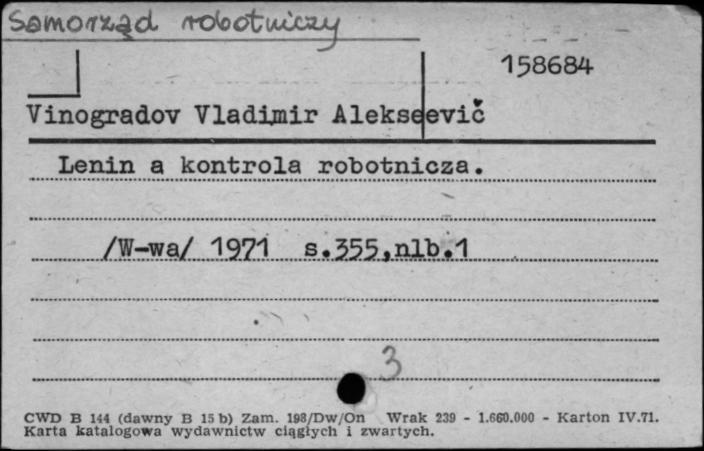 Samorząd robotniczy
158684
Vinogradov Vladimir Alekseevič
Lenin a kontrola robotnicza.
/W-wa/ 1971 s.355,nlb.1
3
CWD B 144 (dawny B 15 b) Zam. 198/Dw/On Wrak 239 - 1.660.000 - Karton IV.71.
Karta katalogowa wydawnictw ciągłych i zwartych.